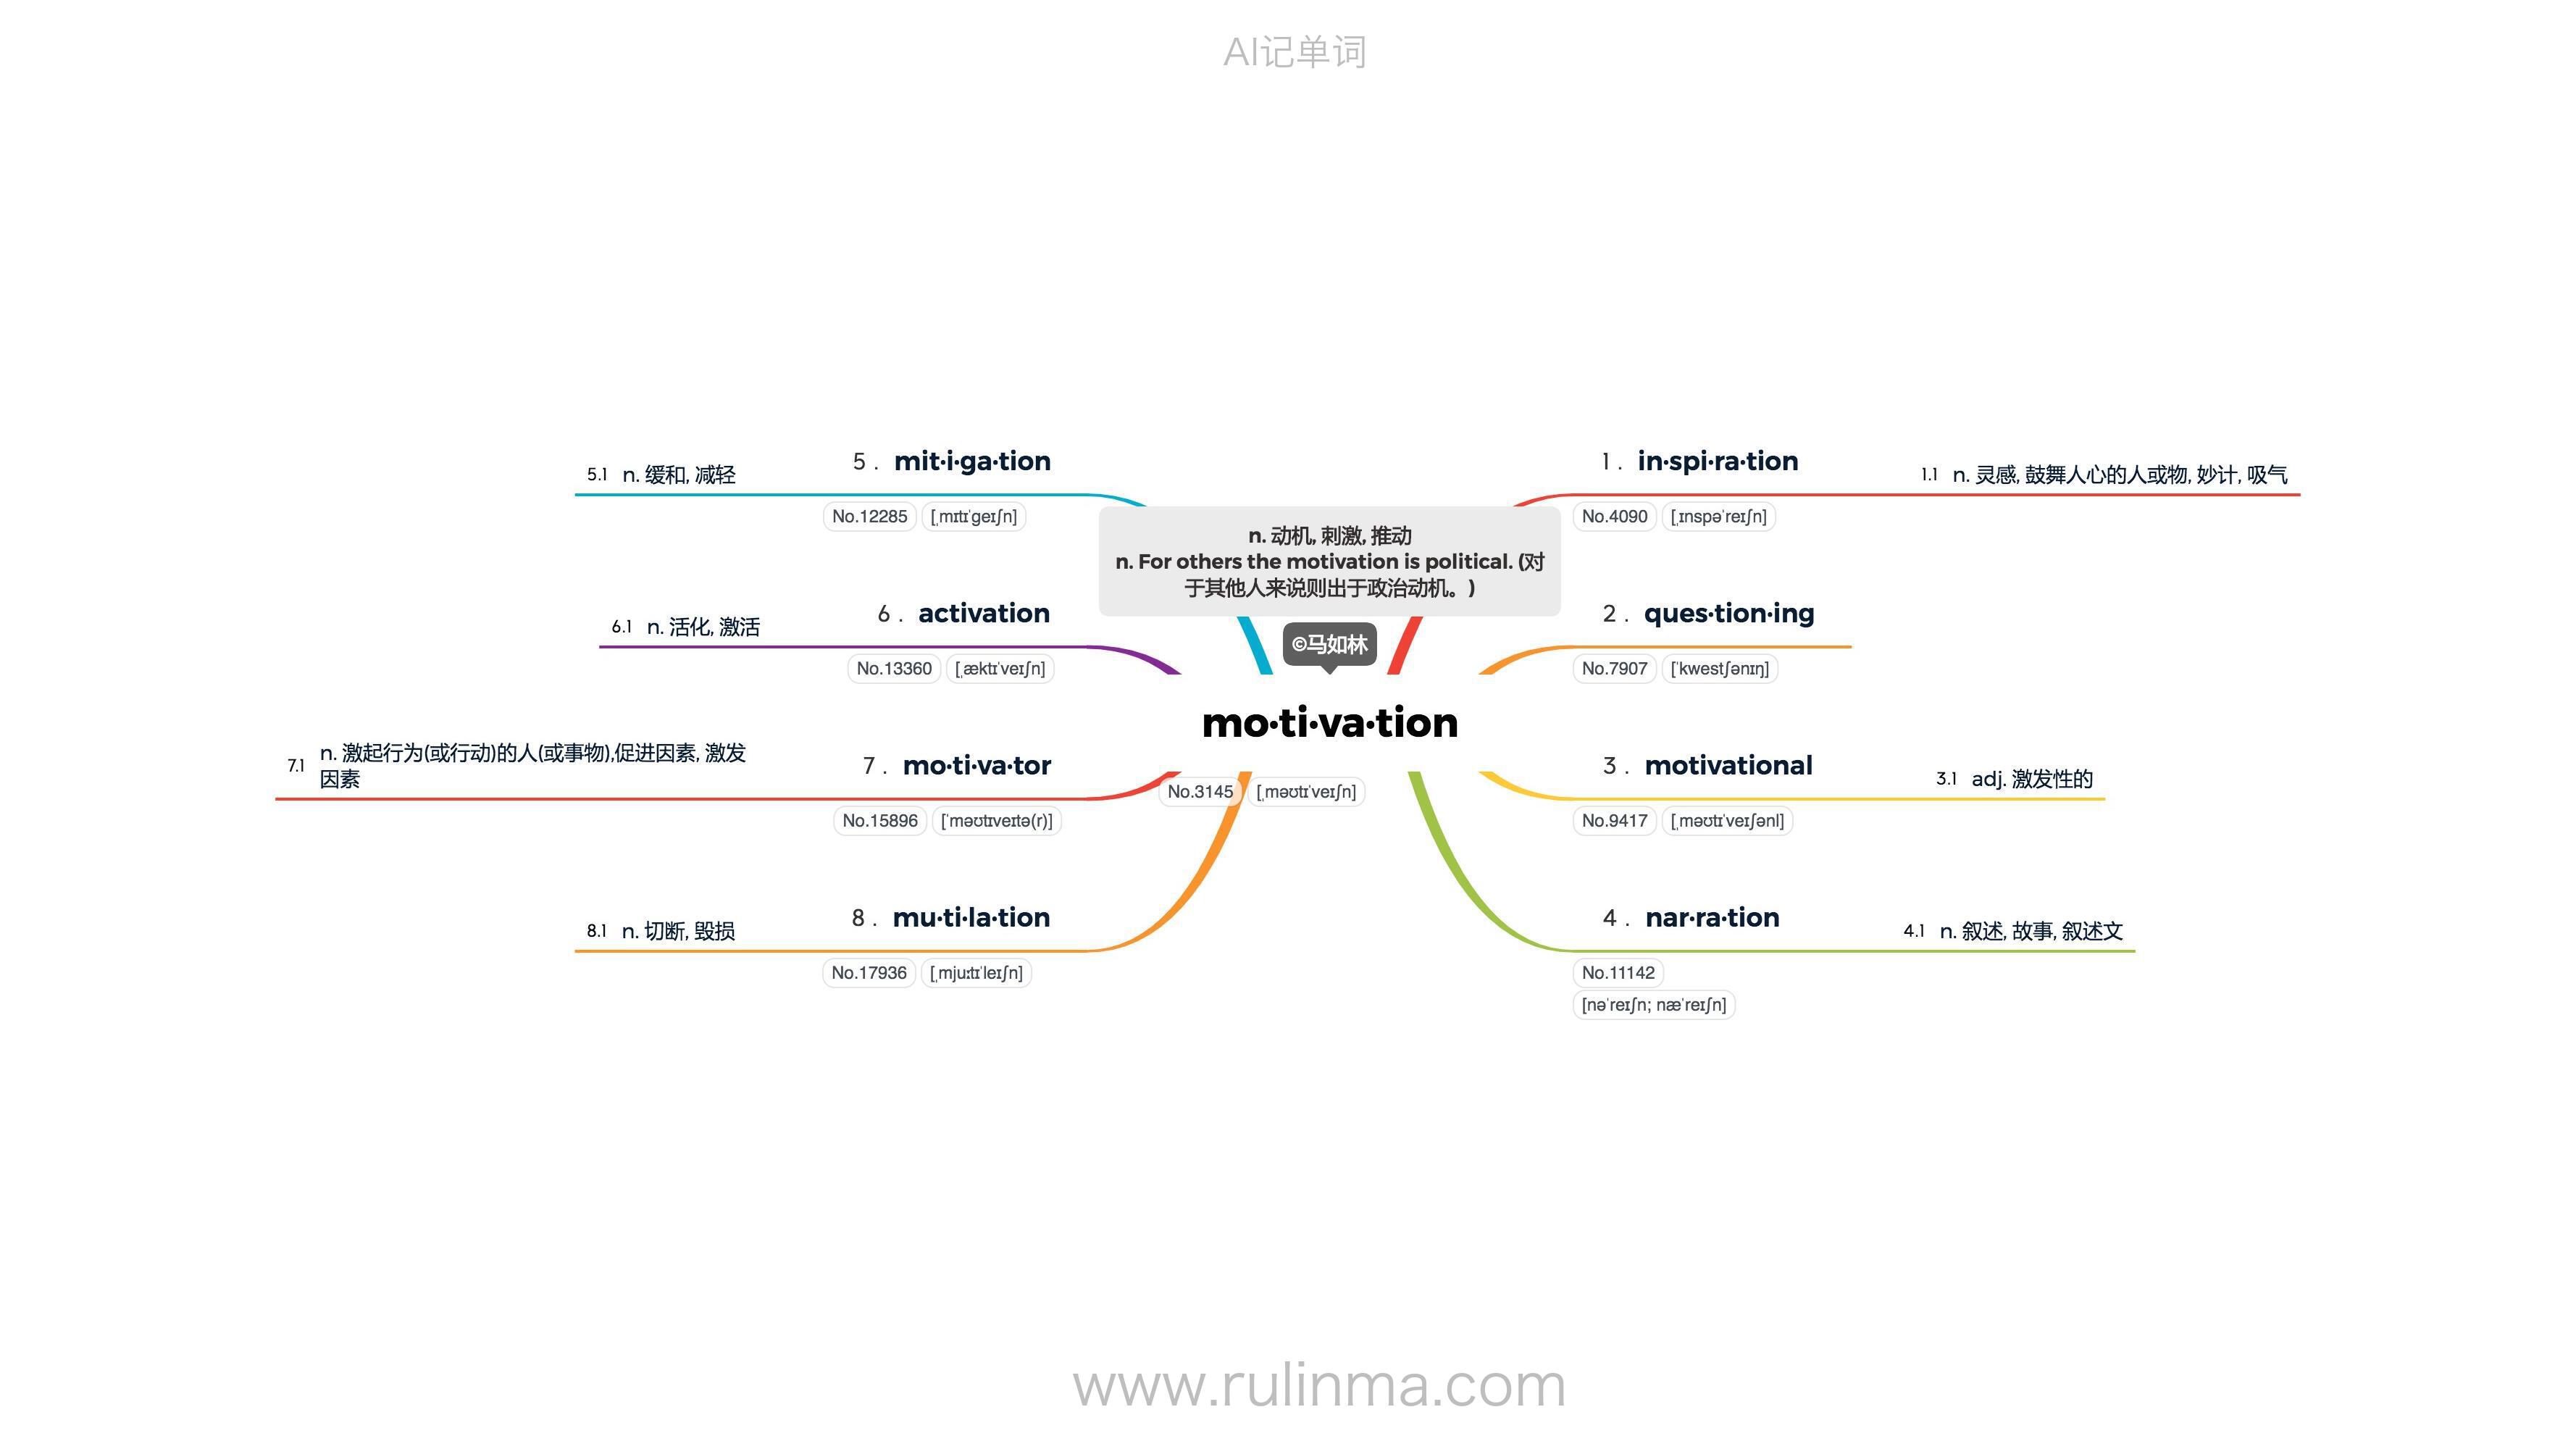 AI记单词
n. 动机, 刺激, 推动
n. For others the motivation is political. (对
于其他人来说则出于政治动机。)
©马如林
mo·ti·va·tion
No.3145 [ˌməʊtɪˈveɪʃn]
1 . in·spi·ra·tion
No.4090 [ˌɪnspəˈreɪʃn]
1.1 n. 灵感, 鼓舞人心的人或物, 妙计, 吸气
2 . ques·tion·ing
No.7907 [ˈkwestʃənɪŋ]
3 . motivational
No.9417 [ˌməʊtɪˈveɪʃənl]
3.1 adj. 激发性的
4 . nar·ra·tion
No.11142
[nəˈreɪʃn; næˈreɪʃn]
4.1 n. 叙述, 故事, 叙述文
5 . mit·i·ga·tion
No.12285 [ˌmɪtɪˈgeɪʃn]
5.1 n. 缓和, 减轻
6 . activation
No.13360 [ˌæktɪˈveɪʃn]
6.1 n. 活化, 激活
7 . mo·ti·va·tor
No.15896 [ˈməʊtɪveɪtə(r)]
7.1 n. 激起行为(或行动)的人(或事物),促进因素, 激发
因素
8 . mu·ti·la·tion
No.17936 [ˌmjuːtɪˈleɪʃn]
8.1 n. 切断, 毁损
www.rulinma.com